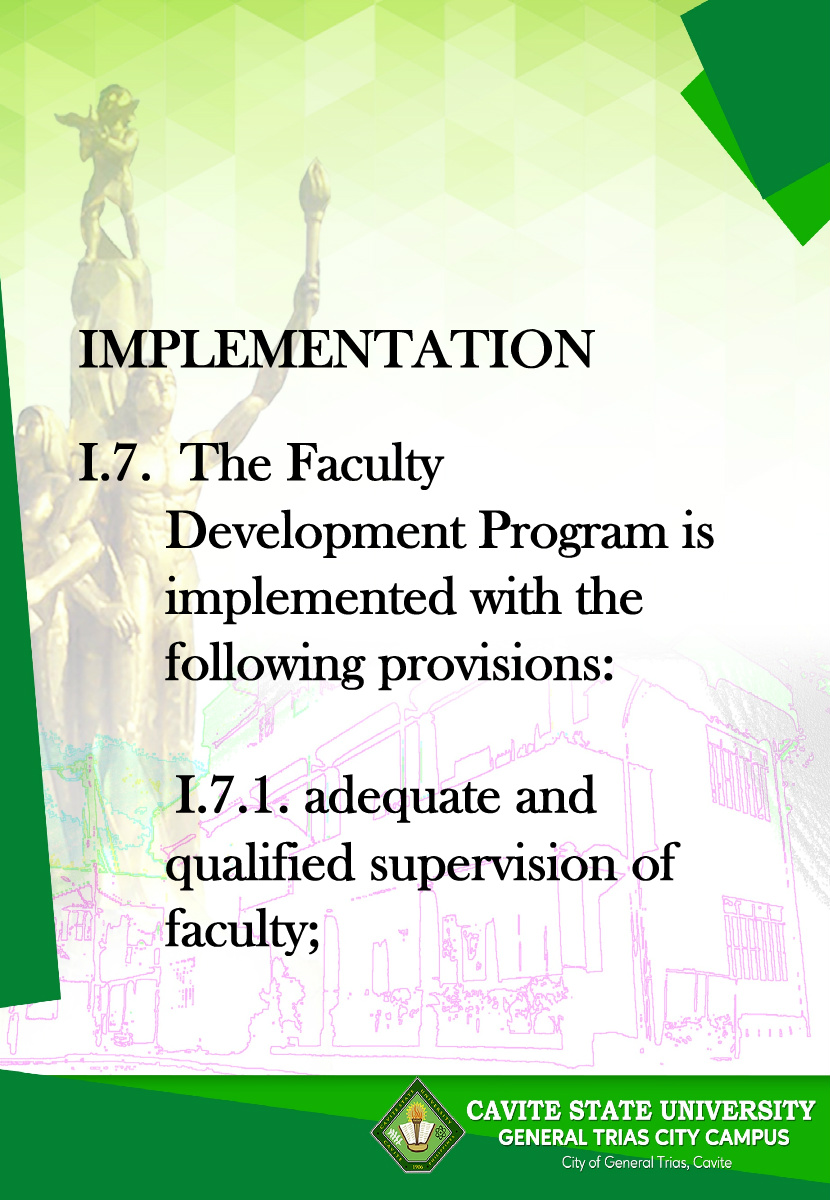 IMPLEMENTATION
I.7. The Faculty
Development Program is
implemented with the
following provisions:
I.7.1. adequate and
qualified supervision of
faculty;
CAVITE STATE UNIVERSITY
GENERAL TRIAS CITY CAMPUS
City of General Trias, Cavite
1906